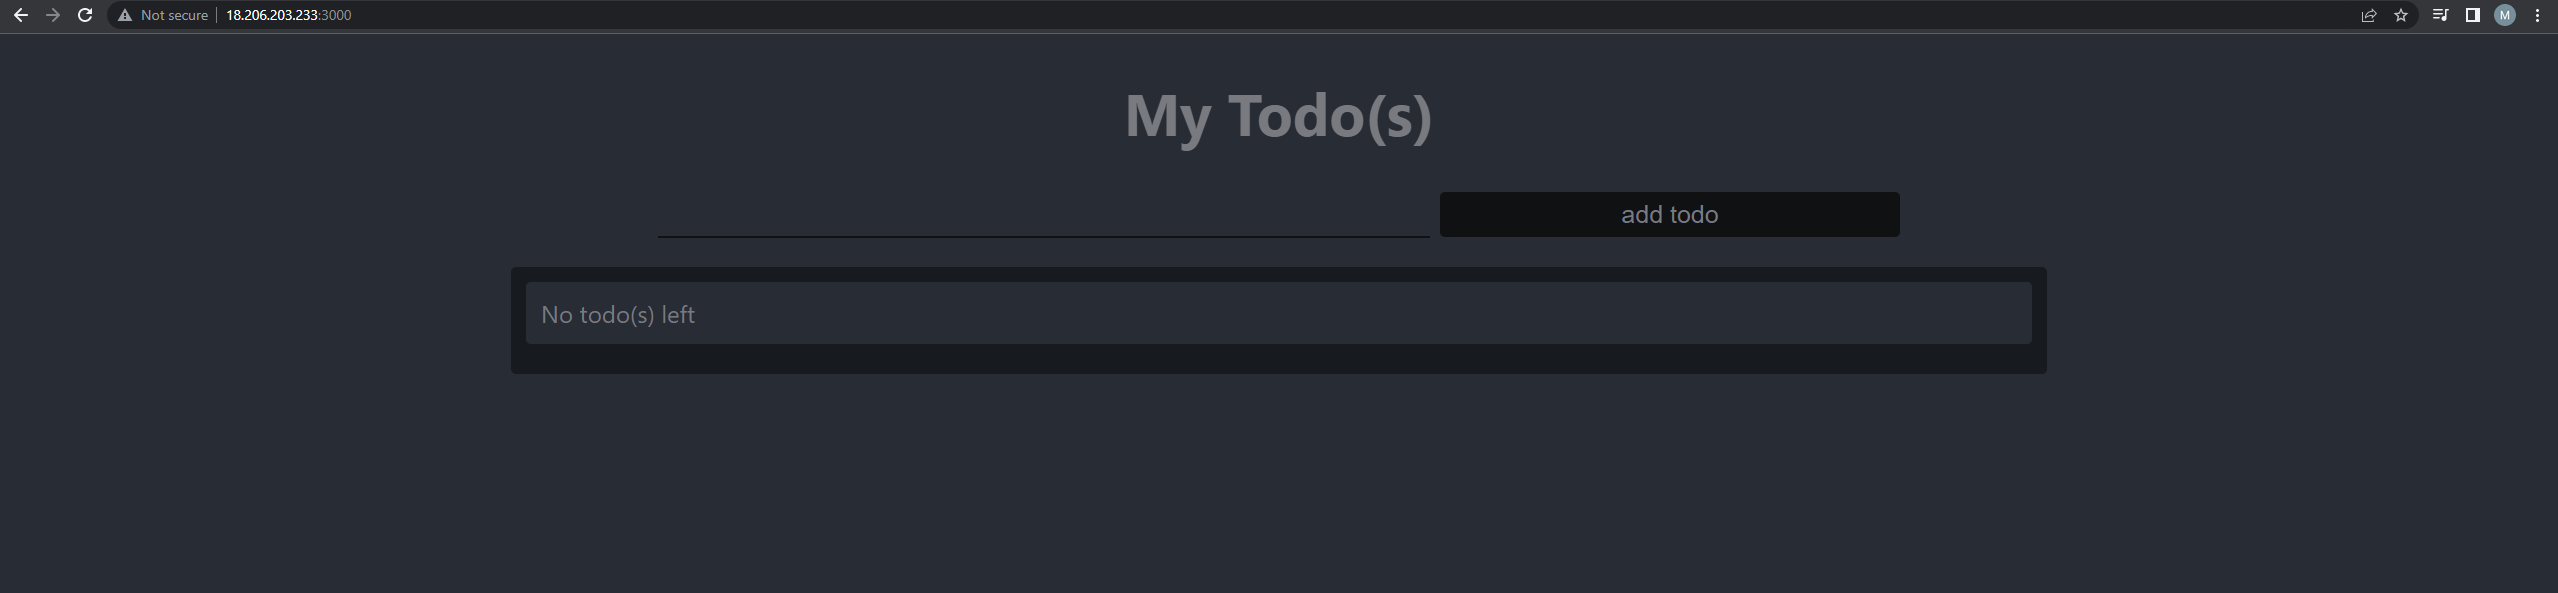 Not secure 18.206.203.233:3000
M
My Todo(s)
add todo
No todo(s) left